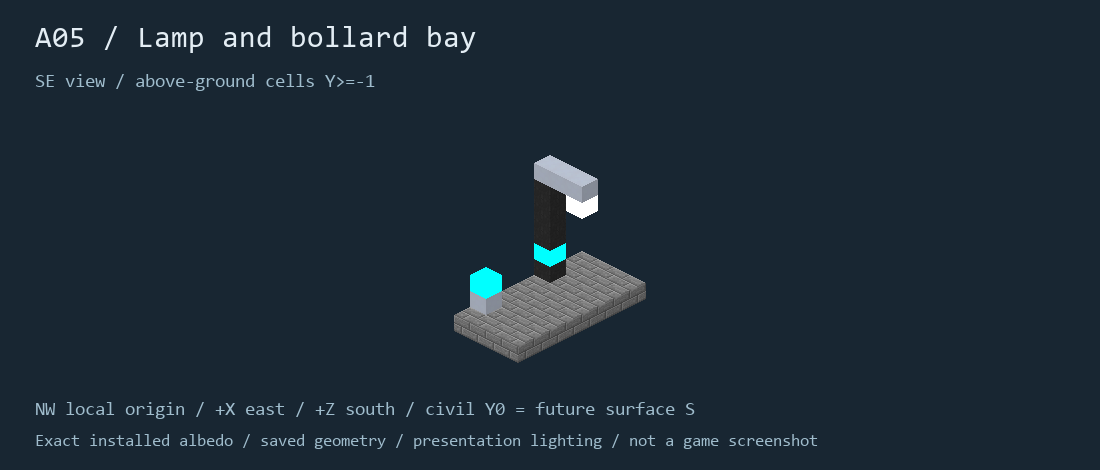 A05 / Lamp and bollard bay
SE view / above-ground cells Y>=-1
NW local origin / +X east / +Z south / civil Y0 = future surface S
Exact installed albedo / saved geometry / presentation lighting / not a game screenshot